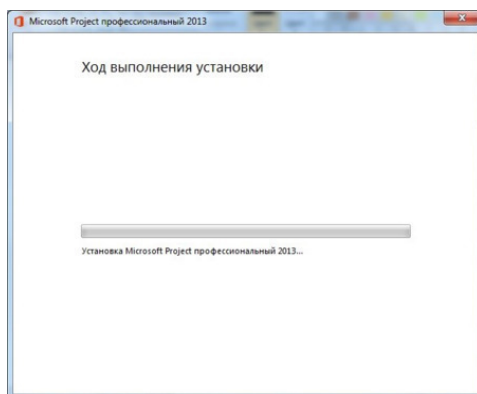 Microsoft Project профессиональный 2013
Ход выполнения установки
Установка Microsoft Project профессиональный 2013...